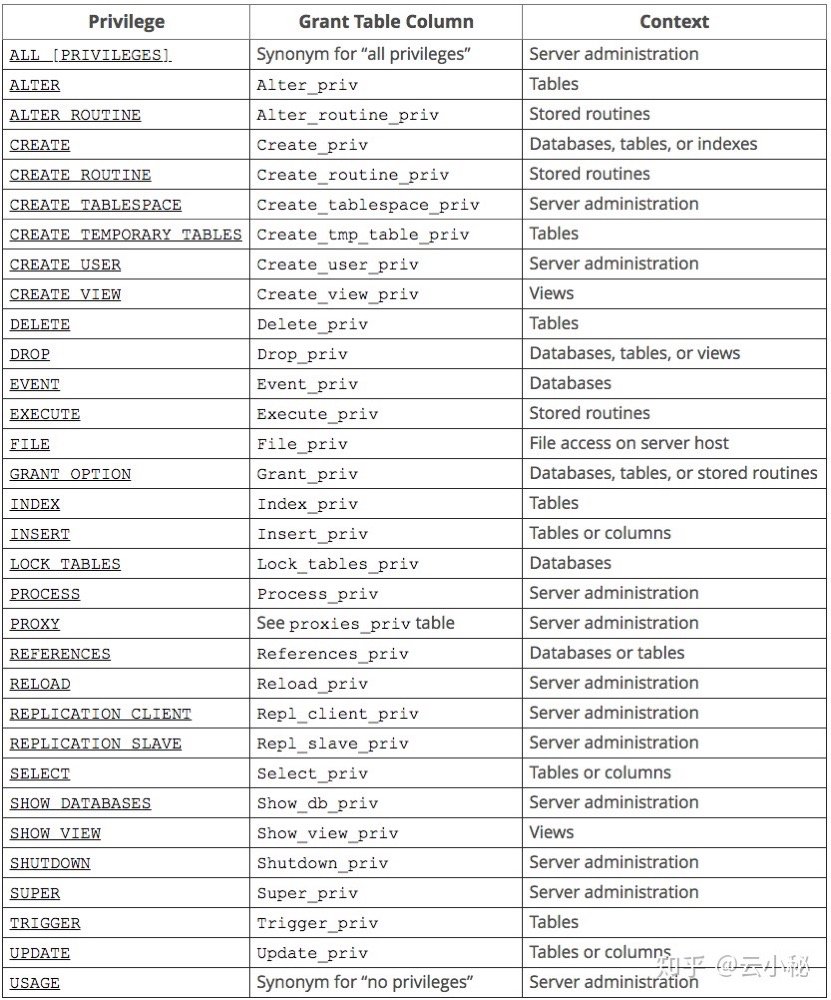 Privilege Grant Table Column Context
ALL [PRIVILEGES] Synonym for “all privileges” Server administration
ALTER Alter_priv Tables
ALTER ROUTINE Alter_routine_priv Stored routines
CREATE Create_priv Databases, tables, or indexes
CREATE ROUTINE Create_routine_priv Stored routines
CREATE TABLESPACE Create_tablespace_priv Server administration
CREATE TEMPORARY TABLES Create_tmp_table_priv Tables
CREATE USER Create_user_priv Server administration
CREATE VIEW Create_view_priv Views
DELETE Delete_priv Tables
DROP Drop_priv Databases, tables, or views
EVENT Event_priv Databases
EXECUTE Execute_priv Stored routines
FILE File_priv File access on server host
GRANT OPTION Grant_priv Databases, tables, or stored routines
INDEX Index_priv Tables
INSERT Insert_priv Tables or columns
LOCK TABLES Lock_tables_priv Databases
PROCESS Process_priv Server administration
PROXY See proxies_priv table Server administration
REFERENCES References_priv Databases or tables
RELOAD Reload_priv Server administration
REPLICATION CLIENT Repl_client_priv Server administration
REPLICATION SLAVE Repl_slave_priv Server administration
SELECT Select_priv Tables or columns
SHOW DATABASES Show_db_priv Server administration
SHOW VIEW Show_view_priv Views
SHUTDOWN Shutdown_priv Server administration
SUPER Super_priv Server administration
TRIGGER Trigger_priv Tables
UPDATE Update_priv Tables or columns
知乎 @云小秘
USAGE Synonym for “no privileges” Server administration